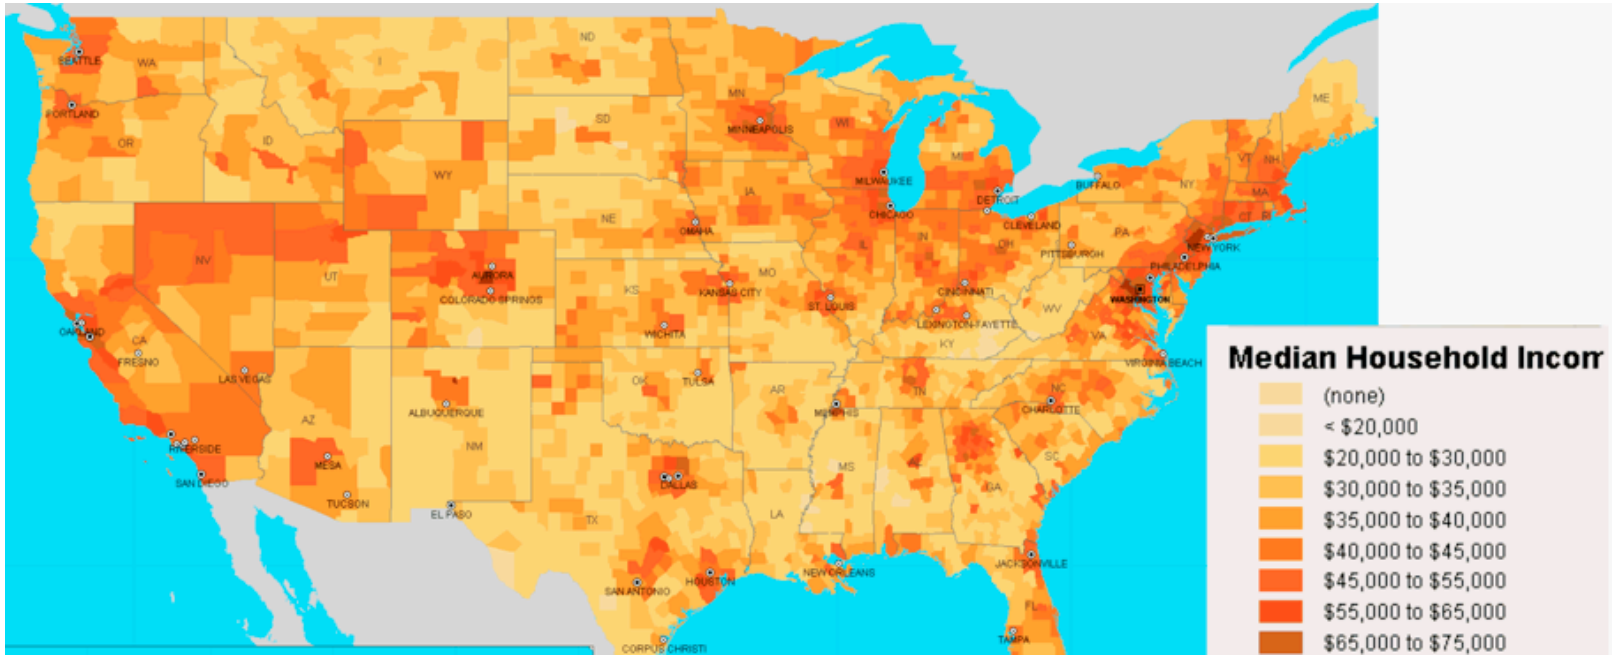 ND
SEATTLE
WA
I
MN
ME
PORTLAND
SD
MINNEAPOLIS
WI
OR
ID
MI
VT
NH
WY
MILWAUKEE
BUFFALO
NY
MA
IA
DETROIT
NE
CHICAGO
CT
RI
OMAHA
CLEVELAND
PA
IL
IN
OH
NEW YORK
PITTSBURGH
NV
UT
AURORA
MO
PHILADELPHIA
KS
KANSAS CITY
CINCINNATI
COLORADO SPRINGS
ST. LOUIS
WASHINGTON
WV
OAKLAND
WICHITA
LEXINGTON-FAYETTE
VA
CA
KY
FRESNO
VIRGINIA BEACH
LAS VEGAS
OK
TULSA
TN
NC
AR
ALBUQUERQUE
MEMPHIS
CHARLOTTE
AZ
NM
RIVERSIDE
MESA
SC
MS
SAN DIEGO
DALLAS
GA
TUCSON
EL PASO
LA
TX
JACKSONVILLE
NEW ORLEANS
HOUSTON
SAN ANTONIO
FL
TAMPA
CORPUS CHRISTI
Median Household Incom
(none)
< $20,000
$20,000 to $30,000
$30,000 to $35,000
$35,000 to $40,000
$40,000 to $45,000
$45,000 to $55,000
$55,000 to $65,000
$65,000 to $75,000